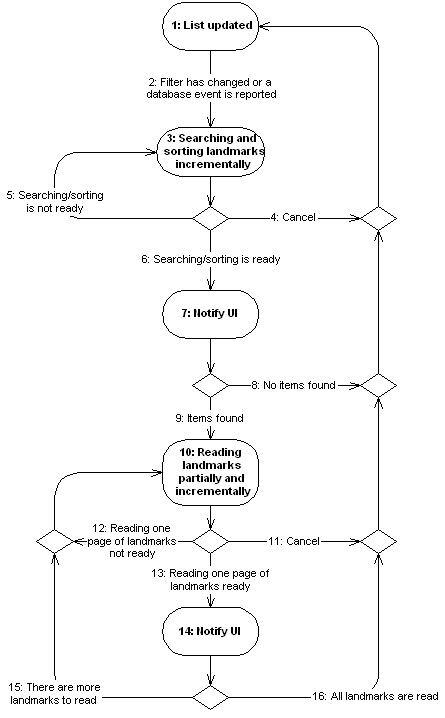 1: List updated
2: Filter has changed or a
database event is reported
3: Searching and
sorting landmarks
incrementally
5: Searching/sorting
is not ready
4: Cancel
6: Searching/sorting is ready
7: Notify UI
8: No items found
9: Items found
10: Reading
landmarks
partially and
incrementally
12: Reading one
page of landmarks
not ready
11: Cancel
13: Reading one page of
landmarks ready
14: Notify UI
15: There are more
landmarks to read
16: All landmarks are read